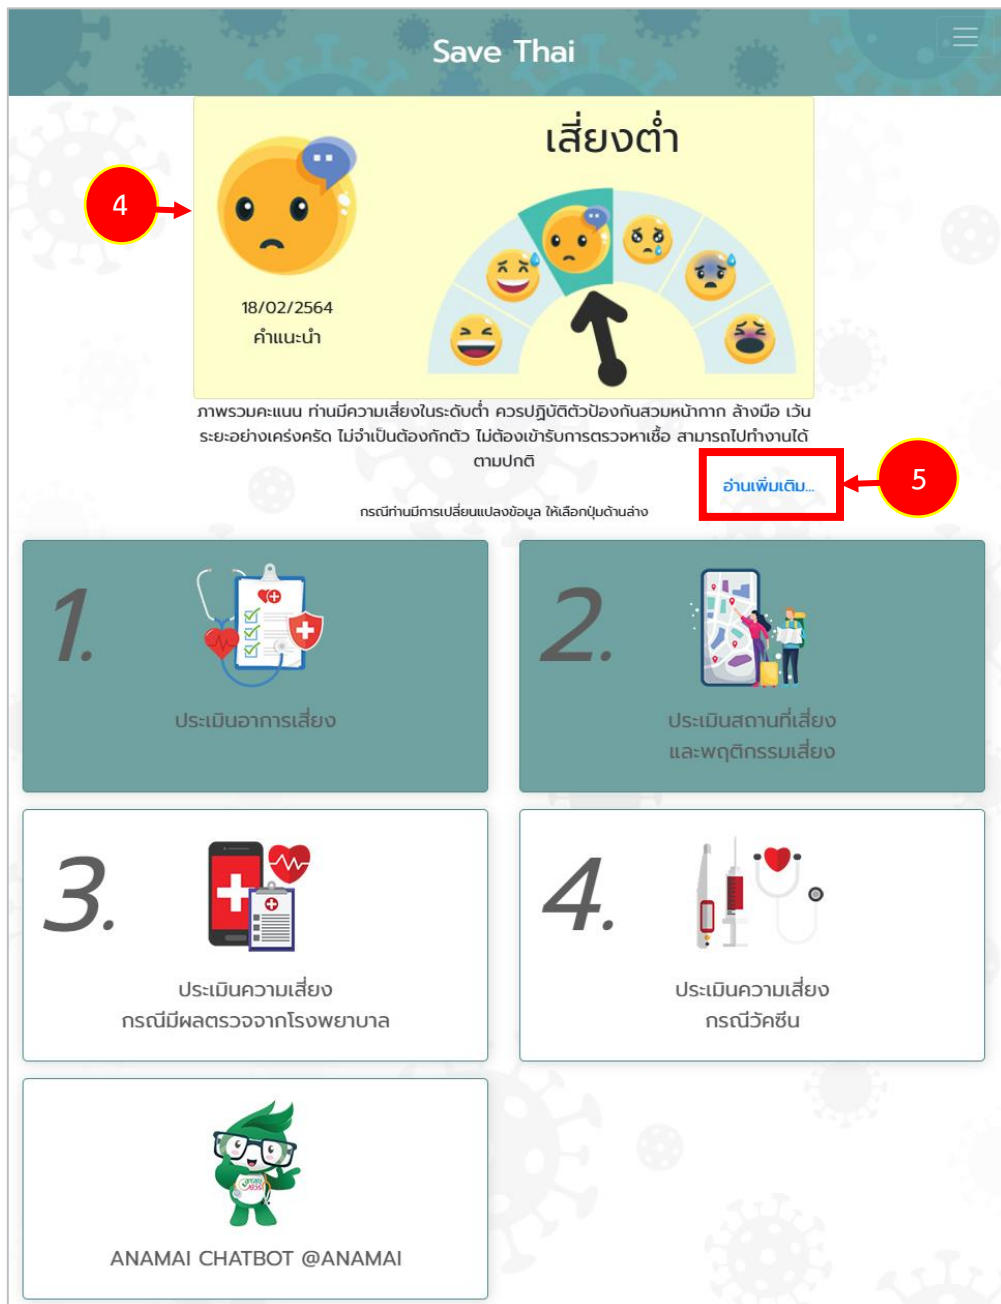 Save Thai
เสี่ยงต่ำ
4
18/02/2564
คำแนะนำ
ภาพรวมคะแนน ท่านมีความเสี่ยงในระดับต่ำ ควรปฏิบัติตัวป้องกันสวมหน้ากาก ล้างมือ เว้น
ระยะอย่างเคร่งครัด ไม่จำเป็นต้องกักตัว ไม่ต้องเข้ารับการตรวจหาเชื้อ สามารถไปทำงานได้
ตามปกติ
อ่านเพิ่มเติม...
5
กรณีท่านมีการเปลี่ยนแปลงข้อมูล ให้เลือกปุ่มด้านล่าง
1.
ประเมินอาการเสี่ยง
2.
ประเมินสถานที่เสี่ยง
และพฤติกรรมเสี่ยง
3.
ประเมินความเสี่ยง
กรณีมีผลตรวจจากโรงพยาบาล
4.
ประเมินความเสี่ยง
กรณีวัคซีน
ANAMAI CHATBOT @ANAMAI